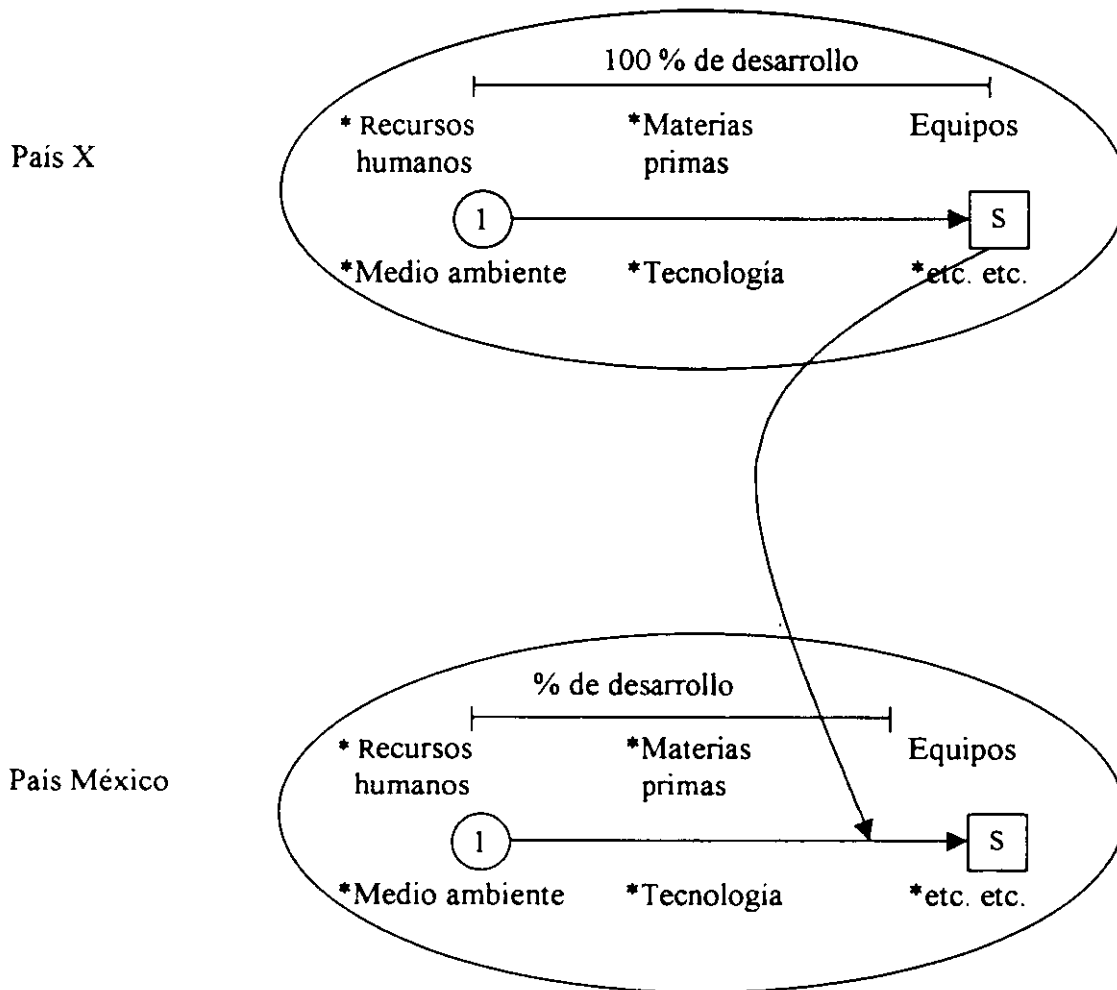 100 % de desarrollo
* Recursos humanos
*Materias primas
Equipos
País X
1
S
*Medio ambiente
*Tecnología
*etc. etc.
% de desarrollo
* Recursos humanos
*Materias primas
Equipos
País México
1
S
*Medio ambiente
*Tecnología
*etc. etc.